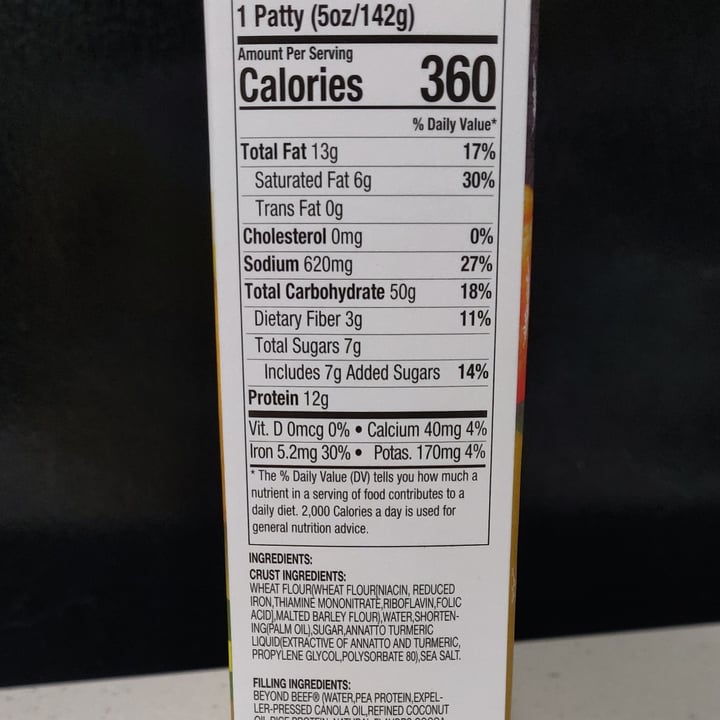 1 Patty (5oz/142g)
Amount Per Serving
Calories 360
% Daily Value*
Total Fat 13g 17%
Saturated Fat 6g 30%
Trans Fat 0g
Cholesterol 0mg 0%
Sodium 620mg 27%
Total Carbohydrate 50g 18%
Dietary Fiber 3g 11%
Total Sugars 7g
Includes 7g Added Sugars 14%
Protein 12g
Vit. D 0mcg 0% • Calcium 40mg 4%
Iron 5.2mg 30% • Potas. 170mg 4%
* The % Daily Value (DV) tells you how much a
nutrient in a serving of food contributes to a
daily diet. 2,000 Calories a day is used for
general nutrition advice.
INGREDIENTS:
CRUST INGREDIENTS:
WHEAT FLOUR(WHEAT FLOUR[NIACIN, REDUCED
IRON,THIAMINE MONONITRATE,RIBOFLAVIN,FOLIC
ACID],MALTED BARLEY FLOUR),WATER,SHORTEN-
ING(PALM OIL),SUGAR,ANNATTO TURMERIC
LIQUID(EXTRACTIVE OF ANNATTO AND TURMERIC,
PROPYLENE GLYCOL,POLYSORBATE 80),SEA SALT.
FILLING INGREDIENTS:
BEYOND BEEF® (WATER,PEA PROTEIN,EXPEL-
LER-PRESSED CANOLA OIL,REFINED COCONUT
OIL,RICE PROTEIN, NATURAL FLAVORS,COCOA